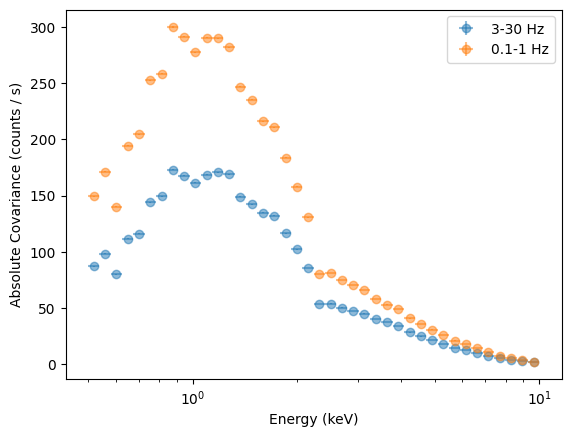 3-30 Hz
0.1-1 Hz
Absolute Covariance (counts / s)
300
250
200
150
100
50
0
10⁰
10¹
Energy (keV)